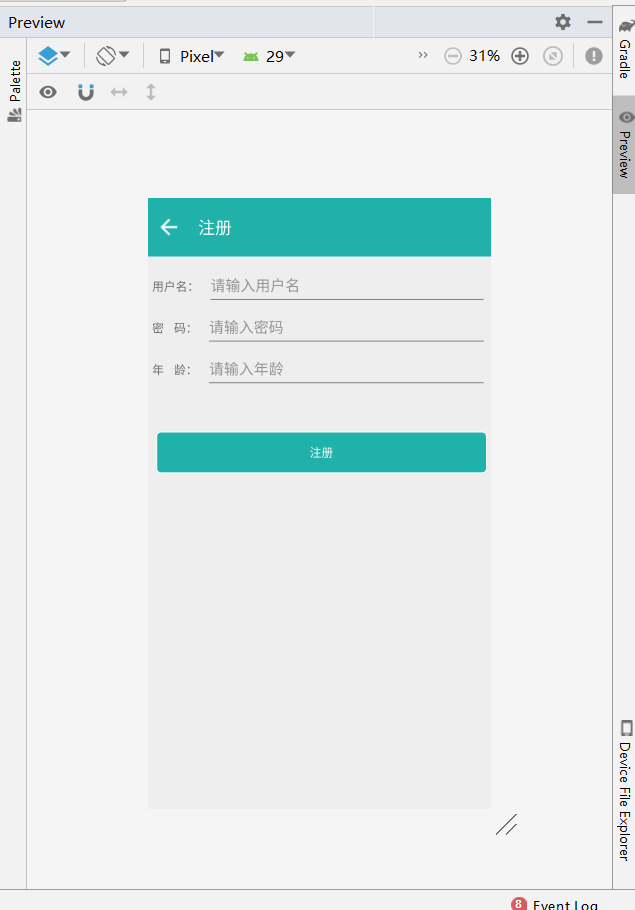 Preview
Pixel
29
31%
Palette
Gradle
Preview
注册
用户名：
请输入用户名
密 码：
请输入密码
年 龄：
请输入年龄
注册
Device File Explorer
8 Event Log